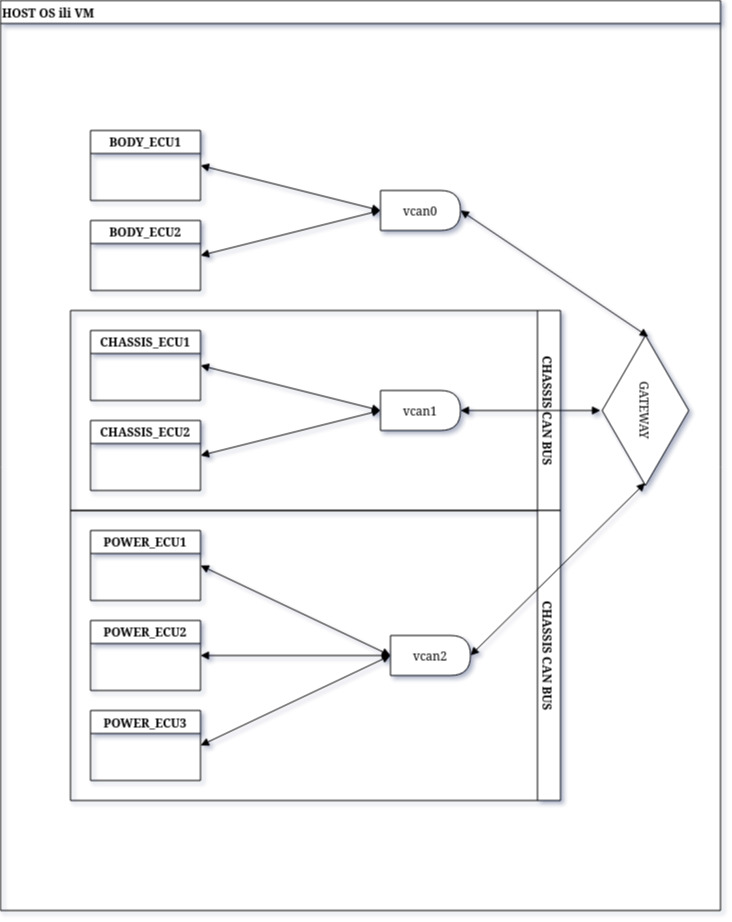 HOST OS ili VM
BODY_ECU1
vcan0
BODY_ECU2
CHASSIS_ECU1
vcan1
CHASSIS_ECU2
CHASSIS CAN BUS
GATEWAY
POWER_ECU1
POWER_ECU2
vcan2
POWER_ECU3
CHASSIS CAN BUS